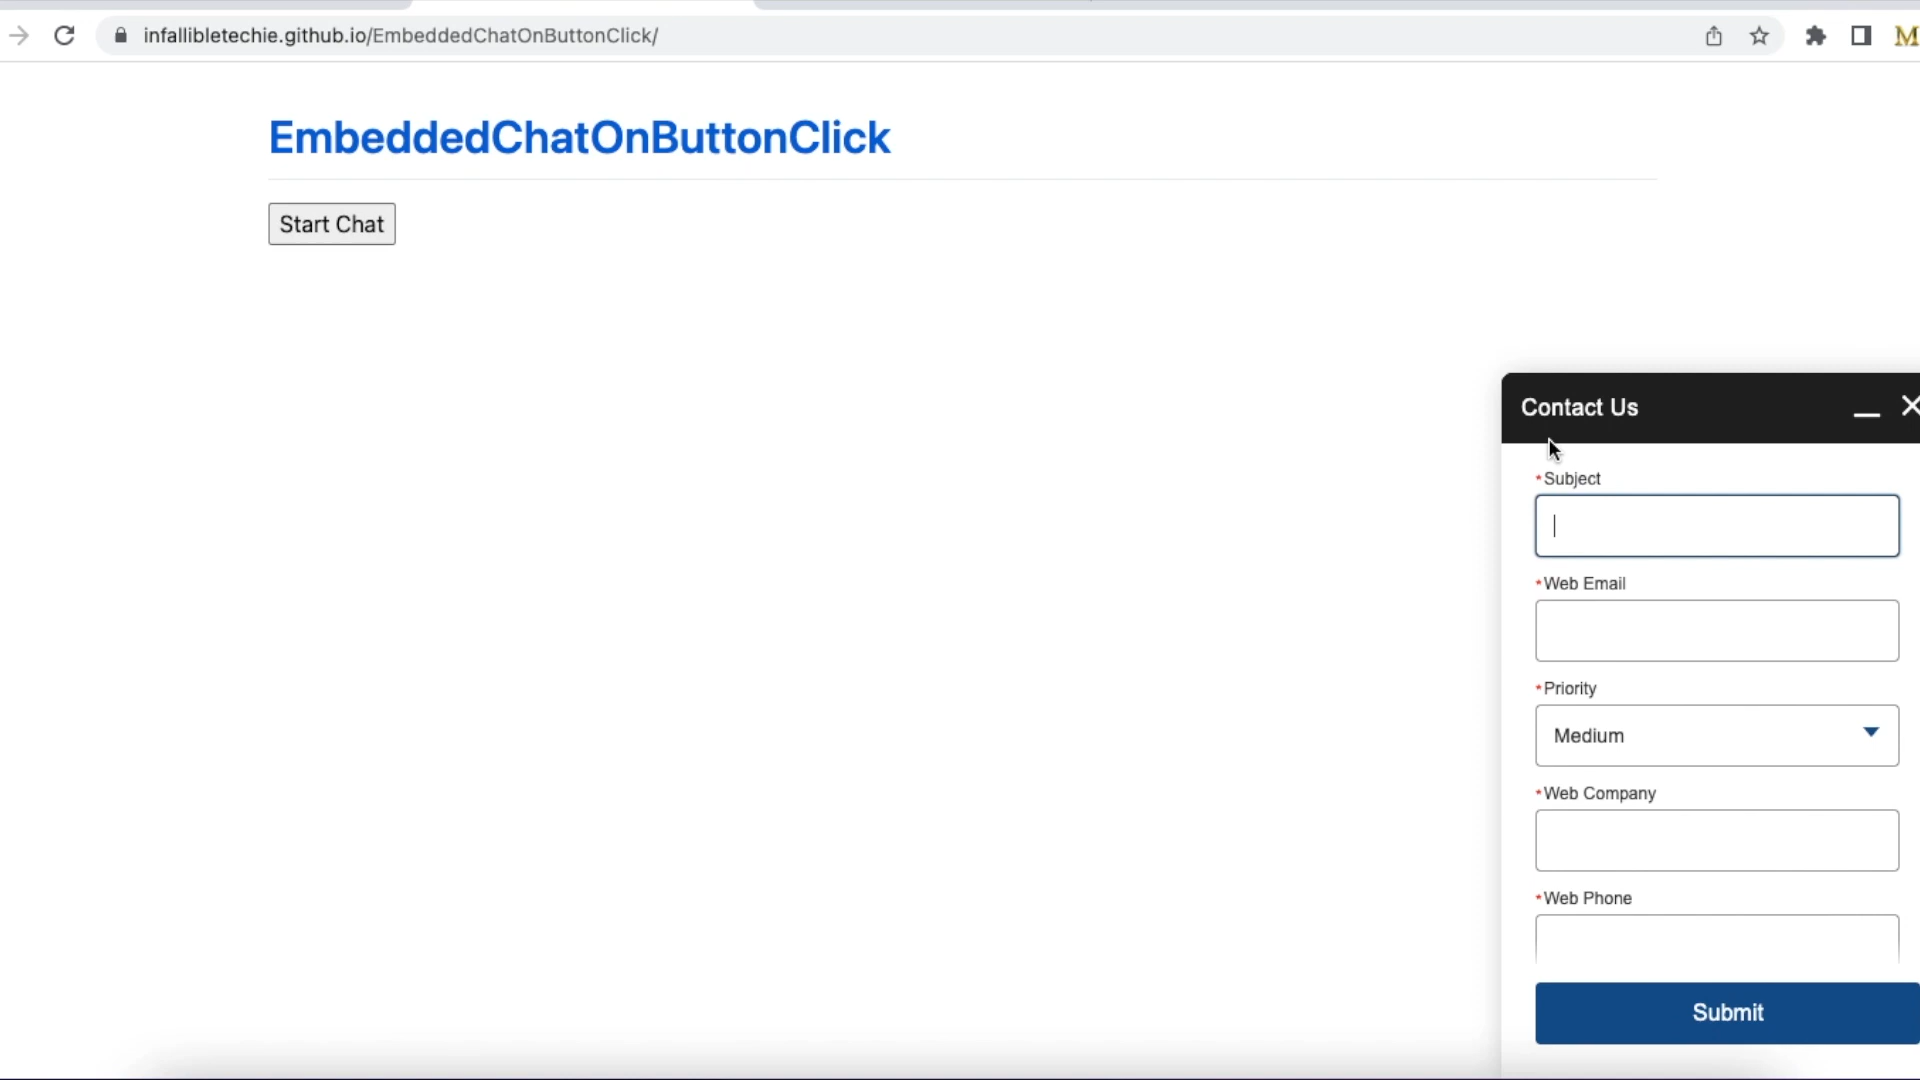 infallibletechie.github.io/EmbeddedChatOnButtonClick/
M
EmbeddedChatOnButtonClick
Start Chat
Contact Us
*Subject
*Web Email
*Priority
Medium
*Web Company
*Web Phone
Submit